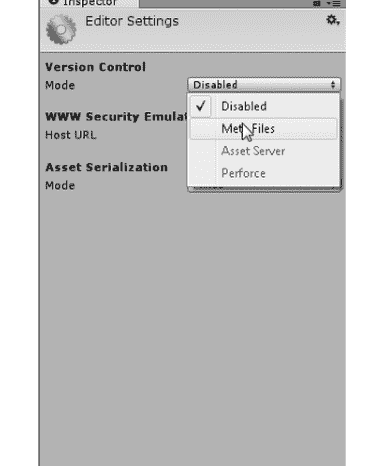 Inspector
Editor Settings
Version Control
Mode
Disabled
Disabled
Meta Files
Asset Server
Perforce
WWW Security Emulat
Host URL
Asset Serialization
Mode